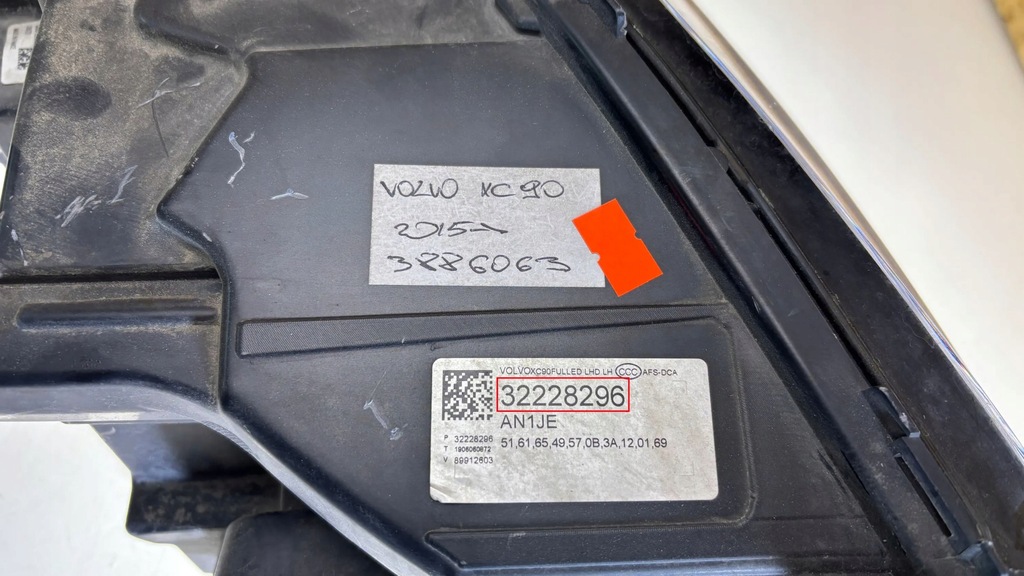 VOLVO XC90
2015→
3886063
VOLVOXC90FULLED LHD LH CCC AFS-DCA
32228296
AN1JE
P 32228296
T 1906060672
V 89912603
51,61,65,49,57,0B,3A,12,01,69